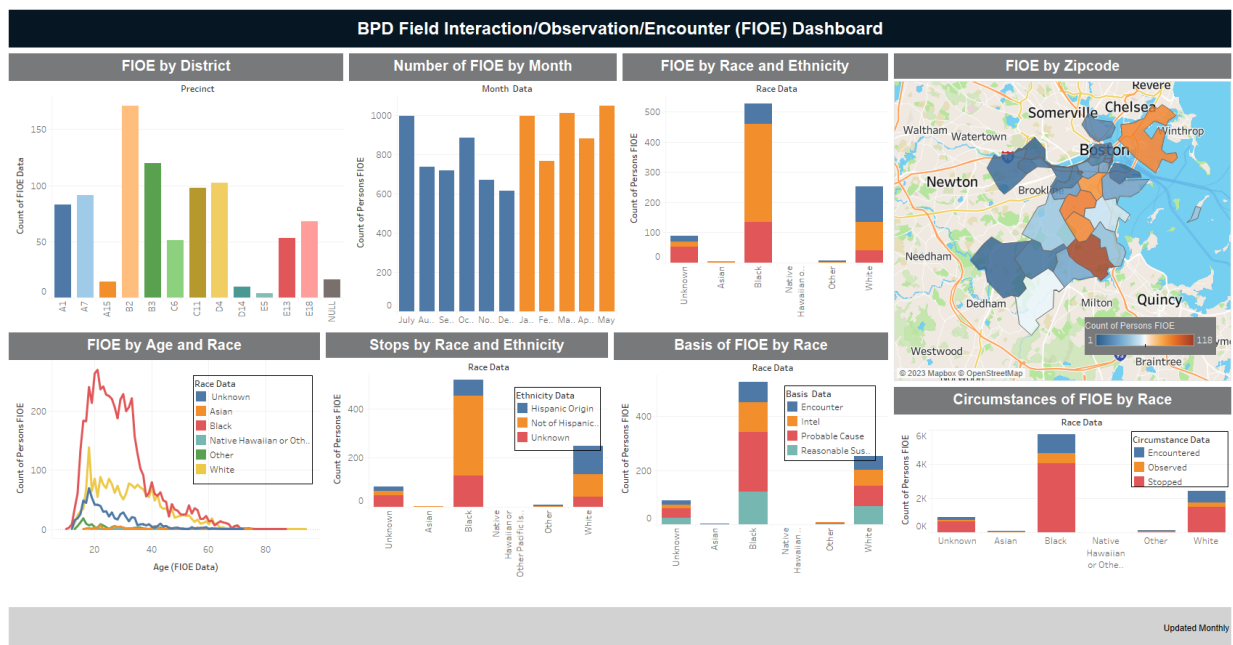 BPD Field Interaction/Observation/Encounter (FIOE) Dashboard
FIOE by District
Precinct
Count of FIOE Data
150
100
50
0
A1
A7
A15
B2
B3
C6
C11
D4
D14
E5
E13
E18
NULL
Number of FIOE by Month
Month Data
Count of Persons FIOE
1000
800
600
400
200
0
July
Au..
Se..
Oc..
No..
De..
Ja..
Fe..
Ma..
Ap..
May
FIOE by Race and Ethnicity
Race Data
Count of Persons FIOE
500
400
300
200
100
0
Unknown
Asian
Black
Native
Hawaiian o..
Other
White
FIOE by Zipcode
Revere
Chelsea
Somerville
Winthrop
Waltham
Watertown
Boston
Newton
Brookline
Needham
Dedham
Milton
Quincy
Westwood
Braintree
Count of Persons FIOE
1
118
© 2023 Mapbox © OpenStreetMap
FIOE by Age and Race
Count of Persons FIOE
200
100
0
20
40
60
80
Age (FIOE Data)
Race Data
Unknown
Asian
Black
Native Hawaiian or Oth..
Other
White
Stops by Race and Ethnicity
Race Data
Count of Persons FIOE
400
200
0
Unknown
Asian
Black
Native
Hawaiian or
Other Pacific Is..
Other
White
Ethnicity Data
Hispanic Origin
Not of Hispanic..
Unknown
Basis of FIOE by Race
Race Data
Count of Persons FIOE
400
200
0
Unknown
Asian
Black
Native
Hawaiian..
Other
White
Basis Data
Encounter
Intel
Probable Cause
Reasonable Sus..
Circumstances of FIOE by Race
Race Data
Count of Persons FIOE
6K
4K
2K
0K
Unknown
Asian
Black
Native
Hawaiian
or Othe..
Other
White
Circumstance Data
Encountered
Observed
Stopped
Updated Monthly